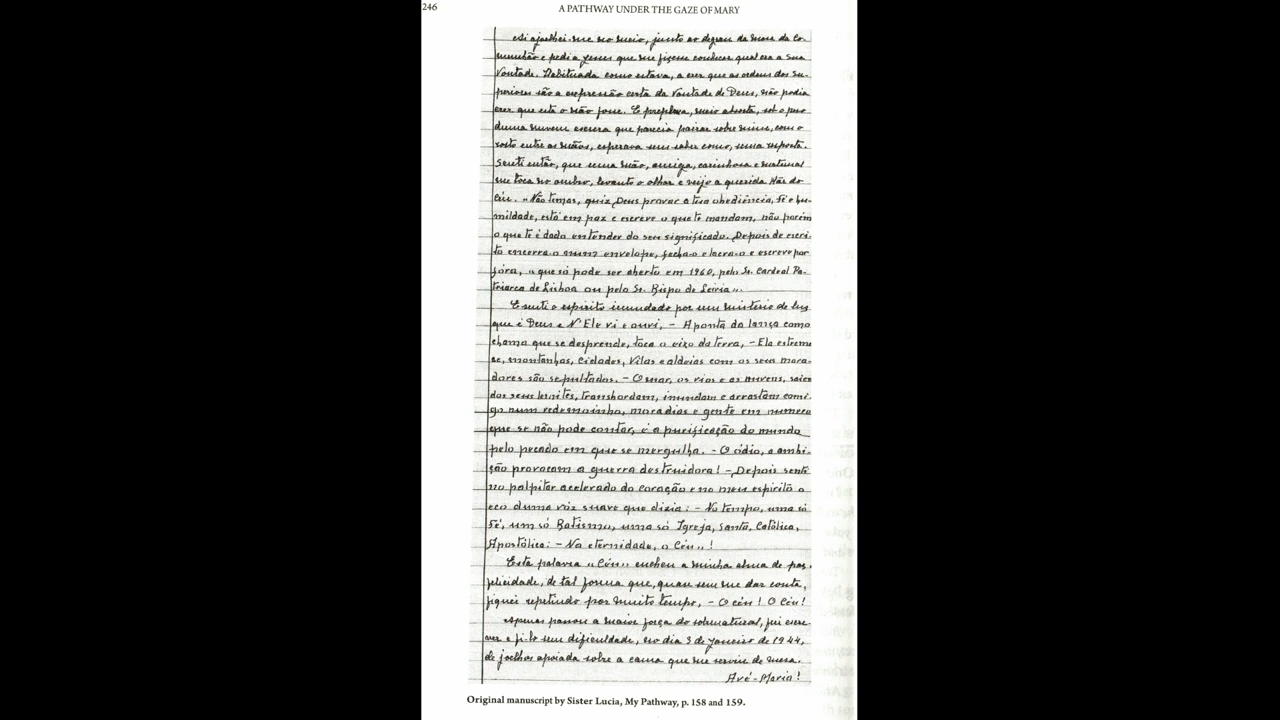 246
A PATHWAY UNDER THE GAZE OF MARY
ajoelhei-me no meio, junto ao degrau da mesa da Co-
munhão e pedi a Jesus que me fizesse conhecer qual era a Sua
Vontade. Habituada como estava, a crer que as ordens dos Su-
periores são a expressão certa da Vontade de Deus, não podia
crer que esta o não fosse. E perplexa, meio absorta, sob o peso
duma nuvem escura que parecia pairar sobre mim, com o
rosto entre as mãos, esperava sem saber como, uma resposta.
Senti então, que uma mão, amiga, carinhosa e maternal
me toca no ombro, levanto o olhar e vejo a querida Mãe do
Céu. „Não temas, quiz Deus provar a tua obediência, Fé e hu-
mildade, está em paz e escreve o que te mandam, não porém
o que te é dado entender do seu significado. Depois de escri-
to encerra-o num envelope, fecha-o e lacra-o e escreve por
fora, „que só pode ser aberto em 1960, pelo Sr. Cardeal Pa-
triarca de Lisboa ou pelo Sr. Bispo de Leiria„.
E senti o espírito inundado por um mistério de luz
que é Deus e N'Ele vi e ouvi, – A ponta da lança como
chama que se desprende, toca o eixo da terra, – Ela estreme
se, montanhas, Cidades, Vilas e aldeias com os seus mora-
dores são sepultados. – O mar, os rios e as nuvens, saiem
dos seus limites, transbordam, inundam e arrastam consi-
go num redemoinho, moradias e gente em numero
que se não pode contar, é a purificação do mundo
pelo pecado em que se mergulha. – O ódio, a ambi-
ção provocam a guerra destruidora! – Depois senti
no palpitar acelerado do coração e no meu espirito o
eco duma voz suave que dizia: – No tempo, uma só
Fé, um só Batismo, uma só Igreja, Santa, Católica,
Apostólica: – Na eternidade, o Céu„!
Esta palavra „Céu„ encheu a minha alma de paz,
felicidade, de tal forma que, quasi sem me dar conta,
fiquei repetindo por muito tempo, – O céu! O Céu!
Apenas passou a maior força do sobrenatural, fui escre-
ver e fi-lo sem dificuldade, no dia 3 de Janeiro de 1944,
de joelhos apoiada sobre a cama que me serviu de mesa.
Avé-Maria!
Original manuscript by Sister Lucia, My Pathway, p. 158 and 159.